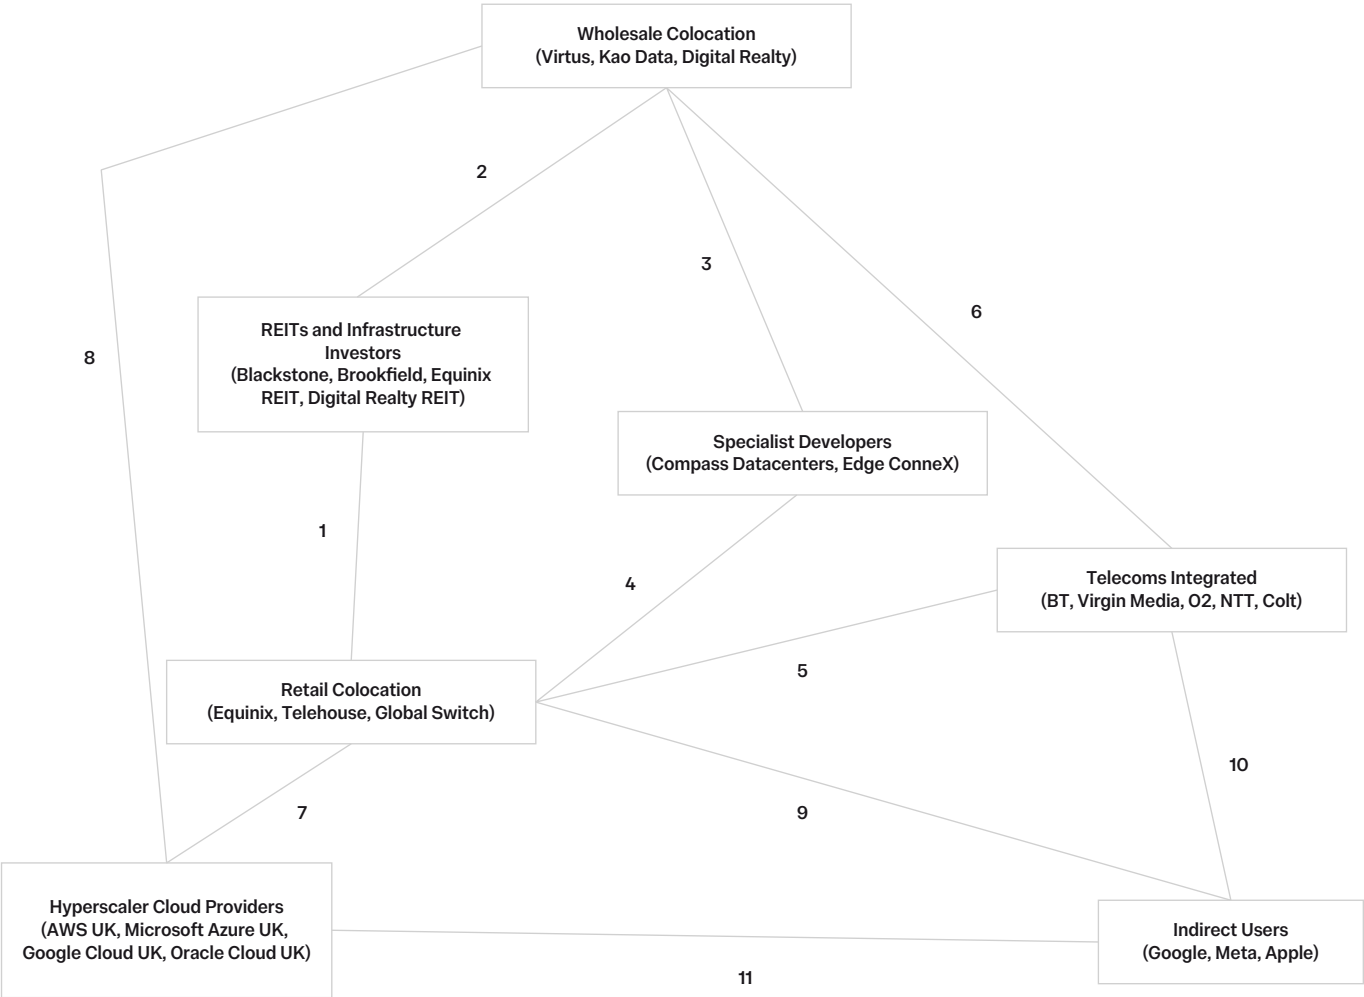 Wholesale Colocation
(Virtus, Kao Data, Digital Realty)
2
3
6
8
REITs and Infrastructure
Investors
(Blackstone, Brookfield, Equinix
REIT, Digital Realty REIT)
Specialist Developers
(Compass Datacenters, Edge ConneX)
1
4
Telecoms Integrated
(BT, Virgin Media, O2, NTT, Colt)
5
Retail Colocation
(Equinix, Telehouse, Global Switch)
10
7
9
Hyperscaler Cloud Providers
(AWS UK, Microsoft Azure UK,
Google Cloud UK, Oracle Cloud UK)
Indirect Users
(Google, Meta, Apple)
11